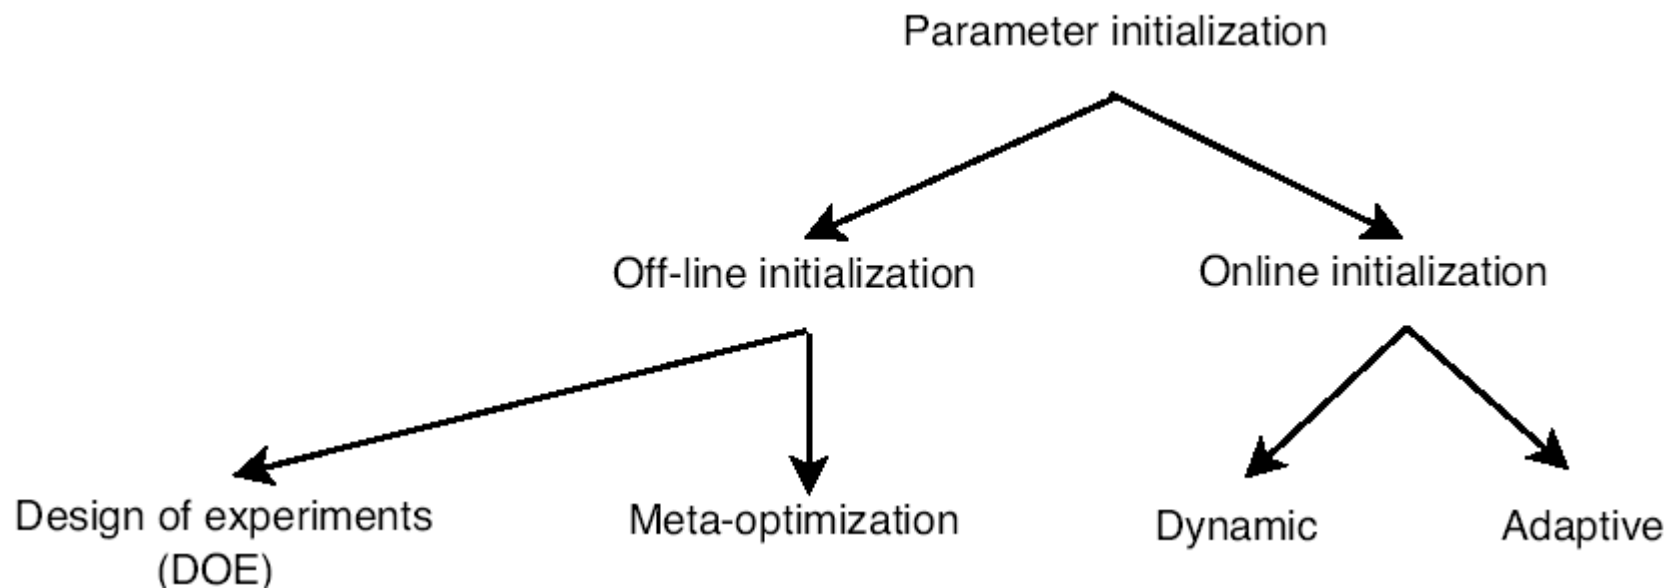 Parameter initialization
Off-line initialization
Online initialization
Design of experiments
(DOE)
Meta-optimization
Dynamic
Adaptive